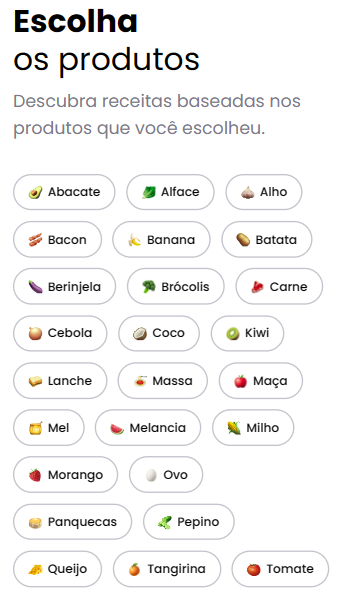 Escolha
os produtos
Descubra receitas baseadas nos
produtos que você escolheu.
Abacate Alface Alho
Bacon Banana Batata
Berinjela Brócolis Carne
Cebola Coco Kiwi
Lanche Massa Maça
Mel Melancia Milho
Morango Ovo
Panquecas Pepino
Queijo Tangirina Tomate